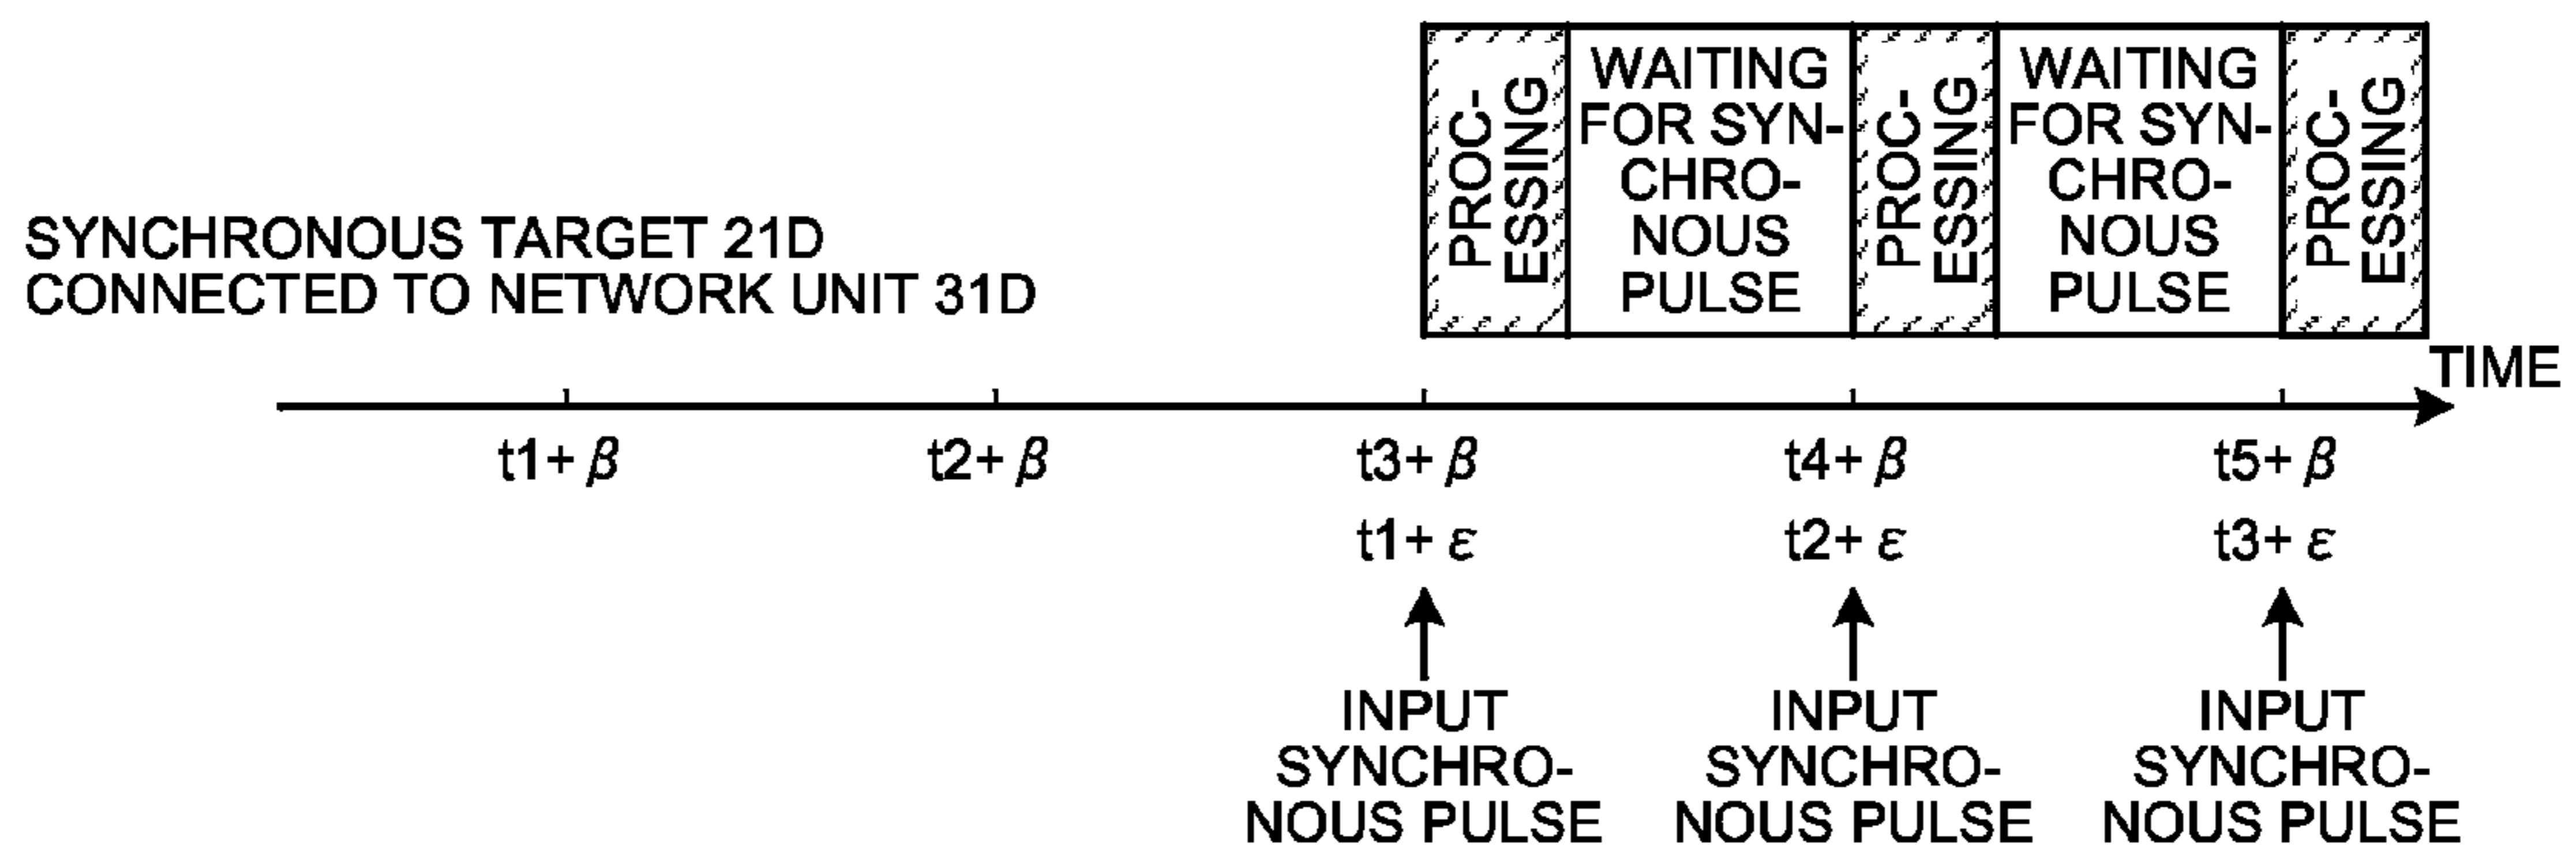 PROC-
ESSING
WAITING
FOR SYN-
CHRO-
NOUS
PULSE
PROC-
ESSING
WAITING
FOR SYN-
CHRO-
NOUS
PULSE
PROC-
ESSING
SYNCHRONOUS TARGET 21D
CONNECTED TO NETWORK UNIT 31D
TIME
t1+β t2+β t3+β t4+β t5+β
t1+ε t2+ε t3+ε
INPUT
SYNCHRO-
NOUS PULSE
INPUT
SYNCHRO-
NOUS PULSE
INPUT
SYNCHRO-
NOUS PULSE